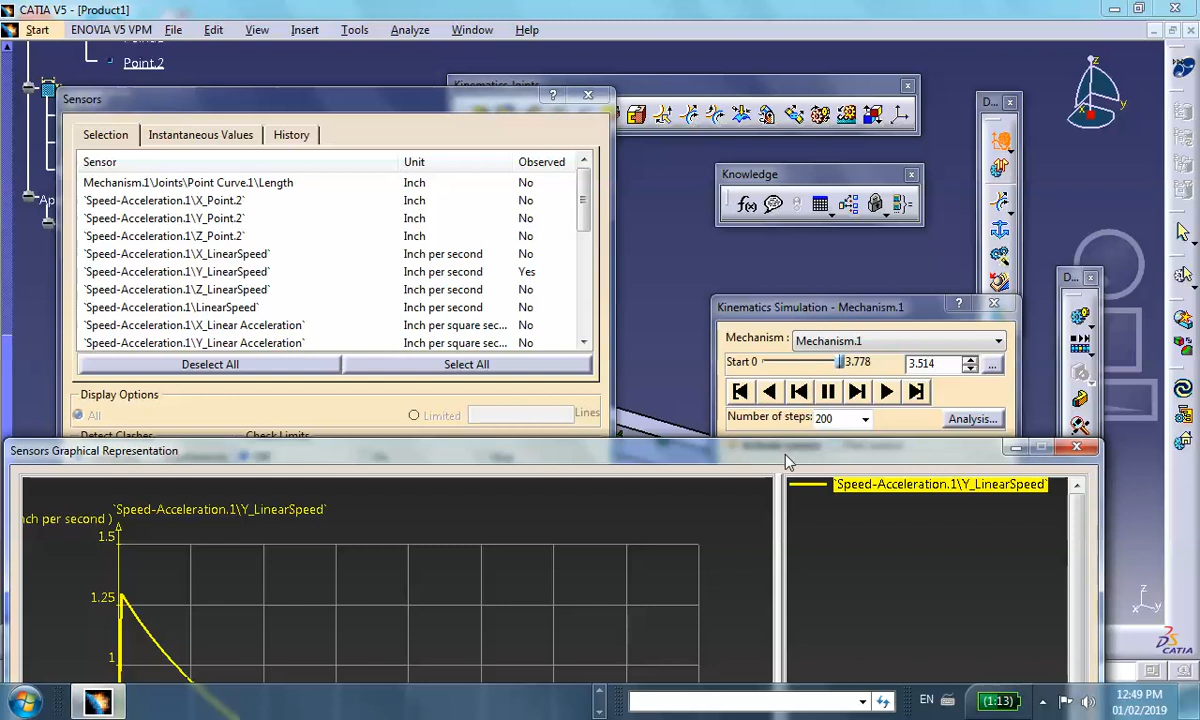 CATIA V5 - [Product1]
Start ENOVIA V5 VPM File Edit View Insert Tools Analyze Window Help
Point.2
Kinematics Joints
Sensors
D...
Selection Instantaneous Values History
Sensor Unit Observed
Mechanism.1\Joints\Point Curve.1\Length Inch No
`Speed-Acceleration.1\X_Point.2` Inch No
`Speed-Acceleration.1\Y_Point.2` Inch No
`Speed-Acceleration.1\Z_Point.2` Inch No
`Speed-Acceleration.1\X_LinearSpeed` Inch per second No
`Speed-Acceleration.1\Y_LinearSpeed` Inch per second Yes
`Speed-Acceleration.1\Z_LinearSpeed` Inch per second No
`Speed-Acceleration.1\LinearSpeed` Inch per second No
`Speed-Acceleration.1\X_Linear Acceleration` Inch per square sec... No
`Speed-Acceleration.1\Y_Linear Acceleration` Inch per square sec... No
Deselect All Select All
Display Options
All Limited Lines
Detect Clashes Check Limits
Ap
Knowledge
f(x)
z
y
x
D...
Kinematics Simulation - Mechanism.1
Mechanism : Mechanism.1
Start 0 3.778 3.514 ...
Number of steps: 200 Analysis...
Sensors Graphical Representation
`Speed-Acceleration.1\Y_LinearSpeed`
nch per second )
1.5
1.25
1
`Speed-Acceleration.1\Y_LinearSpeed`
z
x y
DS CATIA
EN (1:13) 12:49 PM
01/02/2019